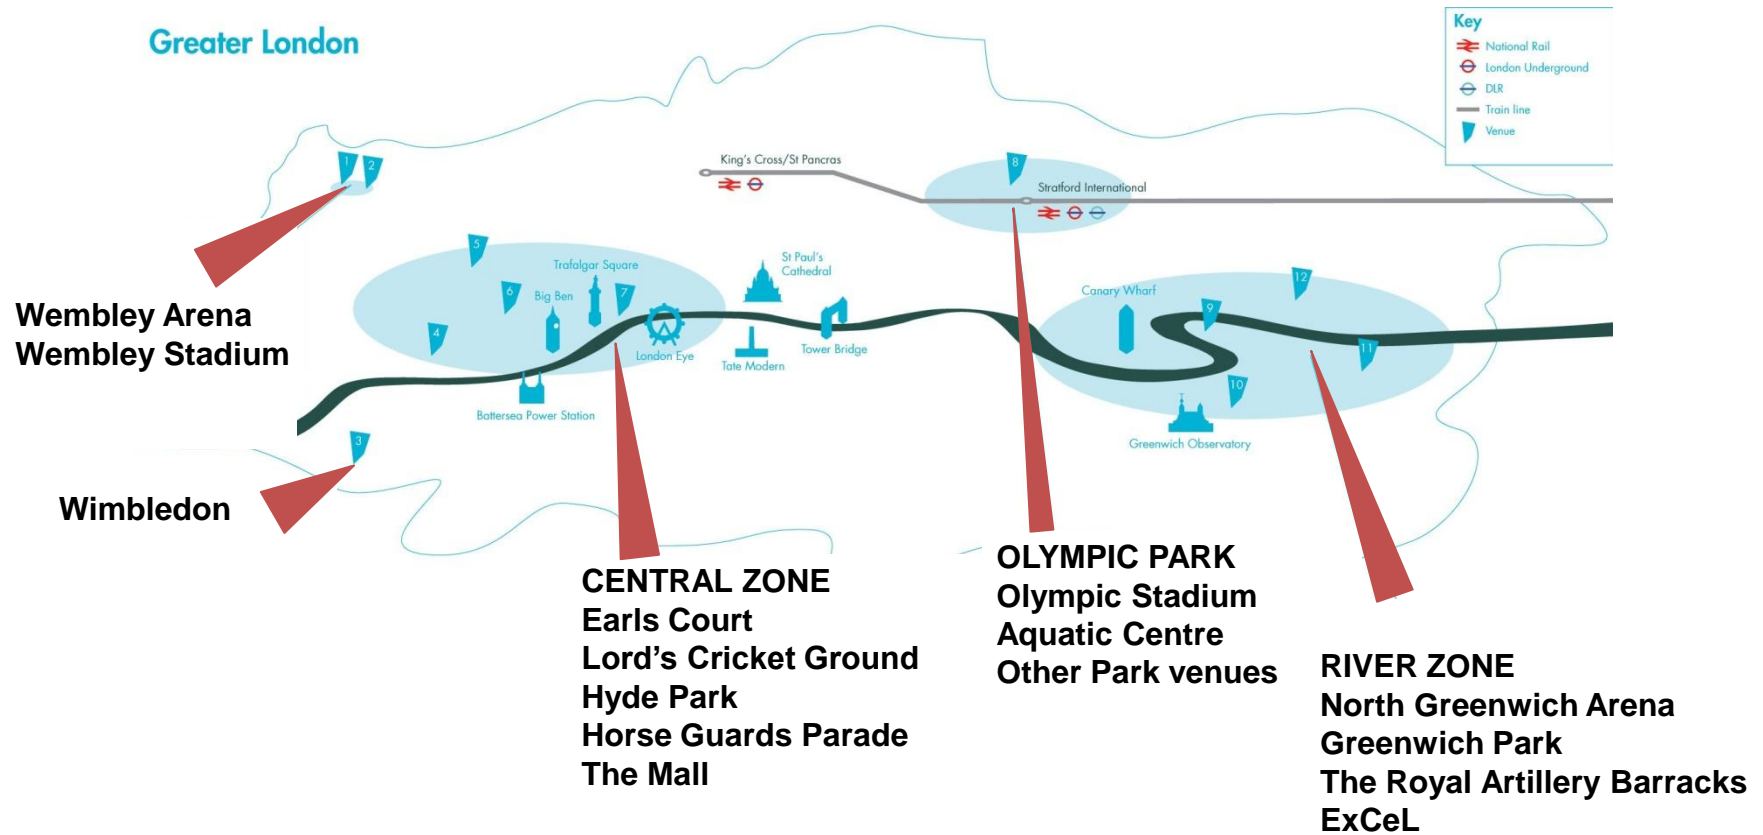 Greater London
Key
National Rail
London Underground
DLR
Train line
Venue
1
2
King's Cross/St Pancras
8
Stratford International
5
Trafalgar Square
St Paul's
Cathedral
6
Big Ben
7
4
London Eye
Tate Modern
Tower Bridge
Battersea Power Station
Canary Wharf
12
9
11
10
Greenwich Observatory
3
Wembley Arena
Wembley Stadium
Wimbledon
CENTRAL ZONE
Earls Court
Lord’s Cricket Ground
Hyde Park
Horse Guards Parade
The Mall
OLYMPIC PARK
Olympic Stadium
Aquatic Centre
Other Park venues
RIVER ZONE
North Greenwich Arena
Greenwich Park
The Royal Artillery Barracks
ExCeL